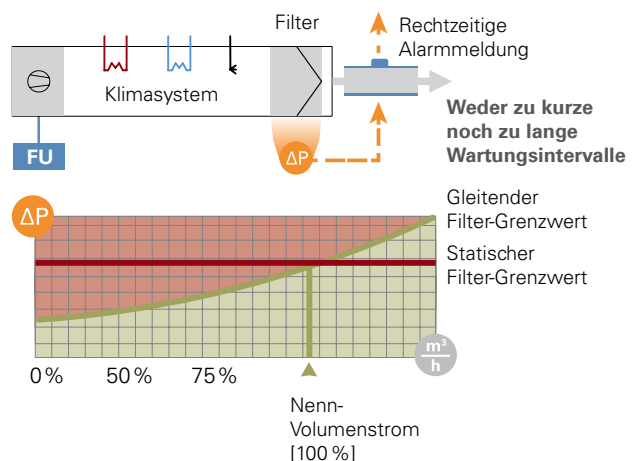 Filter
Rechtzeitige
Alarmmeldung
Klimasystem
Weder zu kurze
noch zu lange
Wartungsintervalle
FU
ΔP
Gleitender
Filter-Grenzwert
ΔP
Statischer
Filter-Grenzwert
m³
h
0 %
50 %
75 %
Nenn-
Volumenstrom
[100 %]